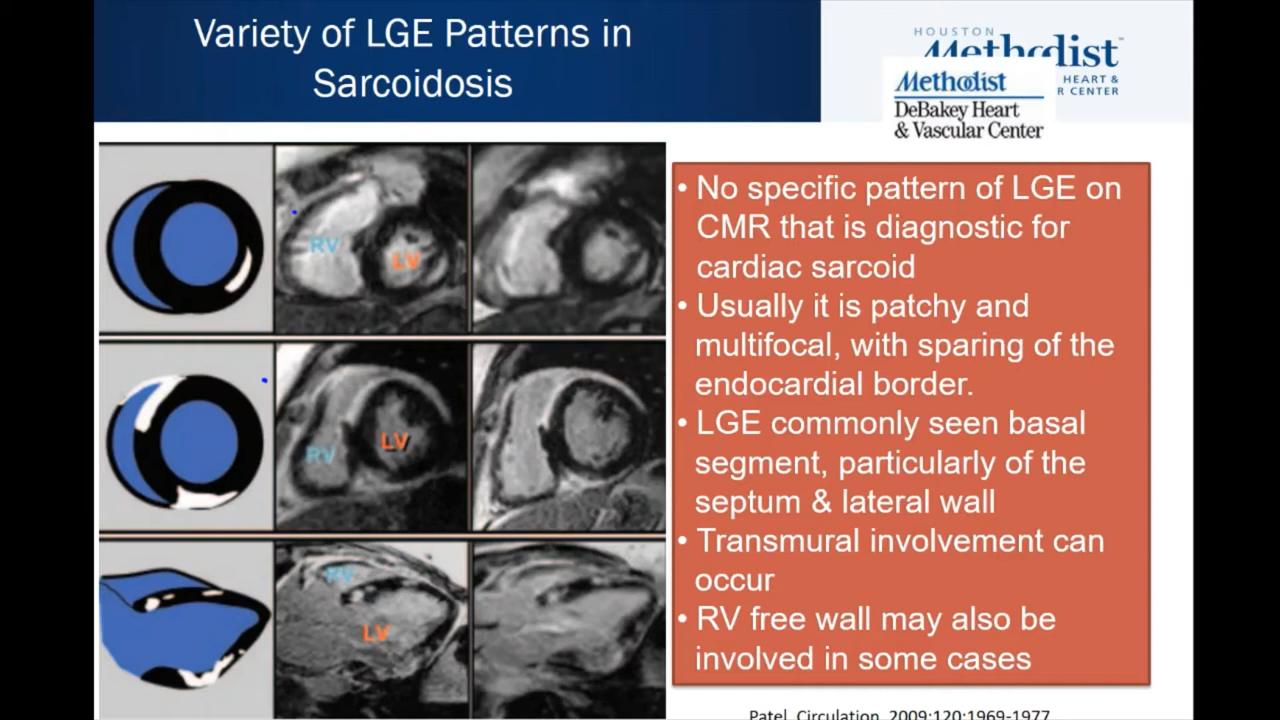 Variety of LGE Patterns in
Sarcoidosis
HOUSTON
Methodist
HEART &
R CENTER
Methodist
DeBakey Heart
& Vascular Center
RV
LV
RV
LV
RV
LV
• No specific pattern of LGE on
CMR that is diagnostic for
cardiac sarcoid
• Usually it is patchy and
multifocal, with sparing of the
endocardial border.
• LGE commonly seen basal
segment, particularly of the
septum & lateral wall
• Transmural involvement can
occur
• RV free wall may also be
involved in some cases
Patel, Circulation, 2009;120:1969-1977